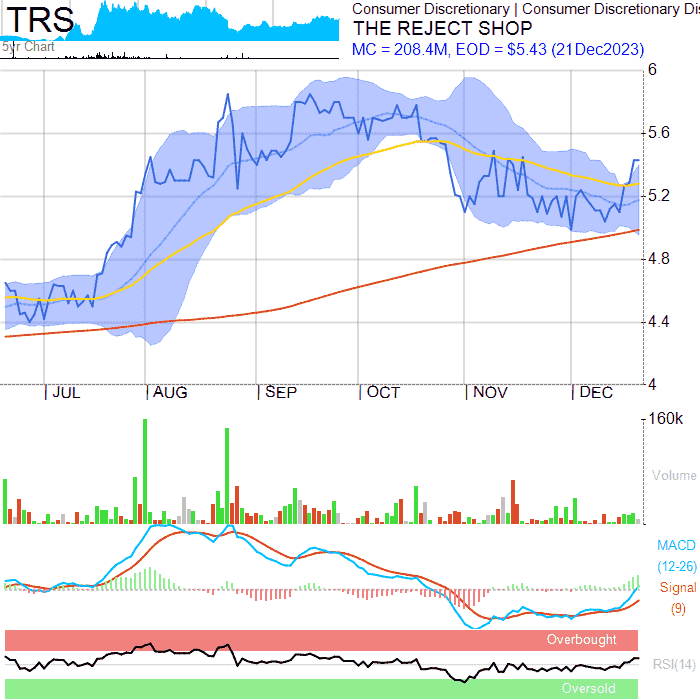 TRS
5yr Chart
Consumer Discretionary | Consumer Discretionary Dis
THE REJECT SHOP
MC = 208.4M, EOD = $5.43 (21Dec2023)
6
5.6
5.2
4.8
4.4
4
JUL AUG SEP OCT NOV DEC
160k
Volume
MACD
(12-26)
Signal
(9)
Overbought
RSI(14)
Oversold